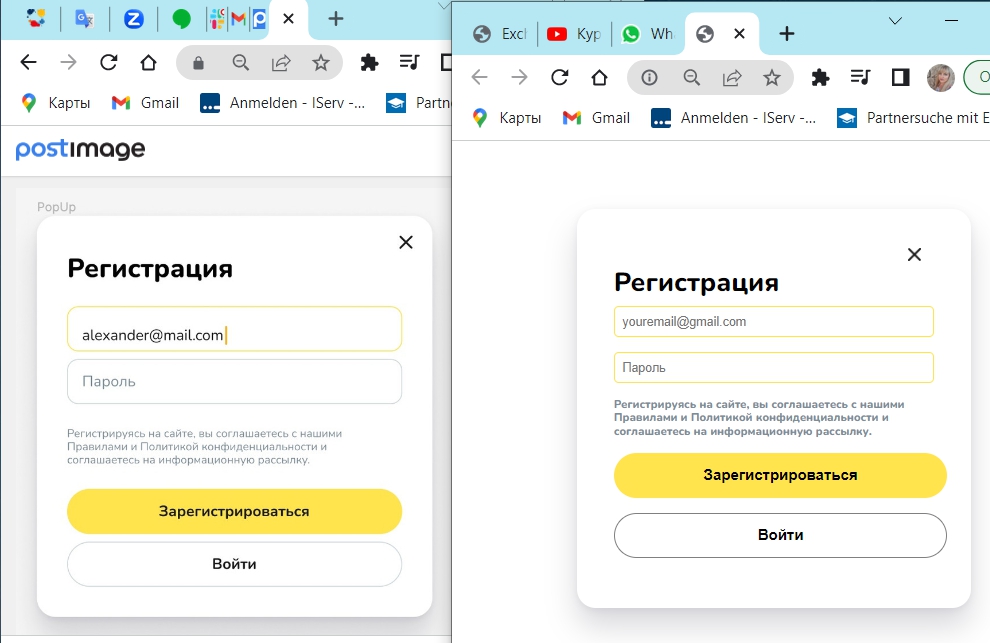 Карты
Gmail
Anmelden - IServ -...
Partn
postimage
PopUp
Регистрация
alexander@mail.com
Пароль
Регистрируясь на сайте, вы соглашаетесь с нашими
Правилами и Политикой конфиденциальности и
соглашаетесь на информационную рассылку.
Зарегистрироваться
Войти
Excl
Кур
Wh
Карты
Gmail
Anmelden - IServ -...
Partnersuche mit E
Регистрация
youremail@gmail.com
Пароль
Регистрируясь на сайте, вы соглашаетесь с нашими
Правилами и Политикой конфиденциальности и
соглашаетесь на информационную рассылку.
Зарегистрироваться
Войти